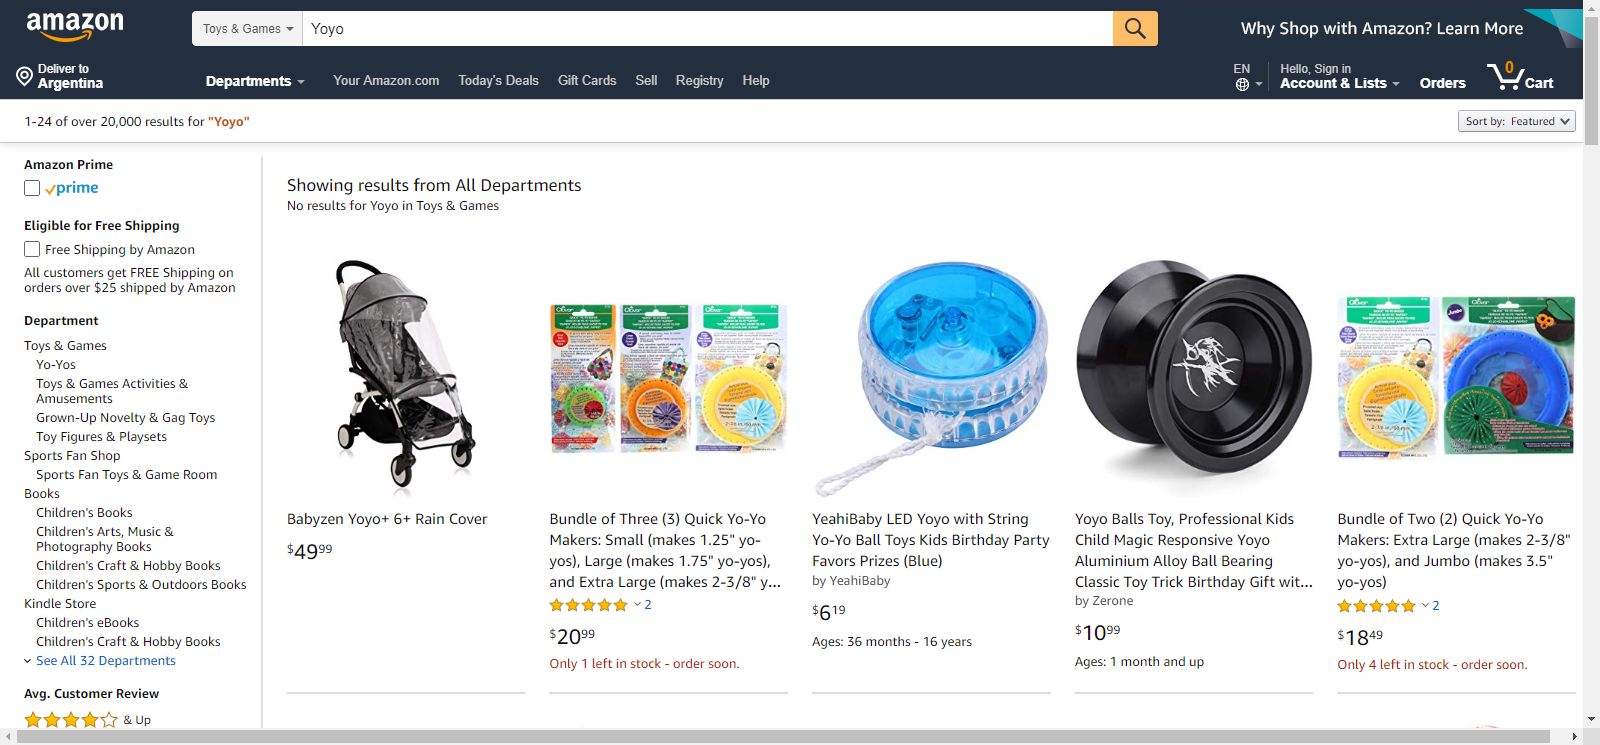 amazon
Toys & Games
Yoyo
Why Shop with Amazon? Learn More
Deliver to
Argentina
Departments
Your Amazon.com
Today's Deals
Gift Cards
Sell
Registry
Help
EN
Hello, Sign in
Account & Lists
Orders
0
Cart
1-24 of over 20,000 results for "Yoyo"
Sort by: Featured
Amazon Prime
prime
Eligible for Free Shipping
Free Shipping by Amazon
All customers get FREE Shipping on
orders over $25 shipped by Amazon
Department
Toys & Games
Yo-Yos
Toys & Games Activities &
Amusements
Grown-Up Novelty & Gag Toys
Toy Figures & Playsets
Sports Fan Shop
Sports Fan Toys & Game Room
Books
Children's Books
Children's Arts, Music &
Photography Books
Children's Craft & Hobby Books
Children's Sports & Outdoors Books
Kindle Store
Children's eBooks
Children's Craft & Hobby Books
See All 32 Departments
Avg. Customer Review
& Up
Showing results from All Departments
No results for Yoyo in Toys & Games
Babyzen Yoyo+ 6+ Rain Cover
$49.99
Bundle of Three (3) Quick Yo-Yo
Makers: Small (makes 1.25" yo-
yos), Large (makes 1.75" yo-yos),
and Extra Large (makes 2-3/8" y...
2
$20.99
Only 1 left in stock - order soon.
YeahiBaby LED Yoyo with String
Yo-Yo Ball Toys Kids Birthday Party
Favors Prizes (Blue)
by YeahiBaby
$6.19
Ages: 36 months - 16 years
Yoyo Balls Toy, Professional Kids
Child Magic Responsive Yoyo
Aluminium Alloy Ball Bearing
Classic Toy Trick Birthday Gift wit...
by Zerone
$10.99
Ages: 1 month and up
Clover
Jumbo
Bundle of Two (2) Quick Yo-Yo
Makers: Extra Large (makes 2-3/8"
yo-yos), and Jumbo (makes 3.5"
yo-yos)
2
$18.49
Only 4 left in stock - order soon.